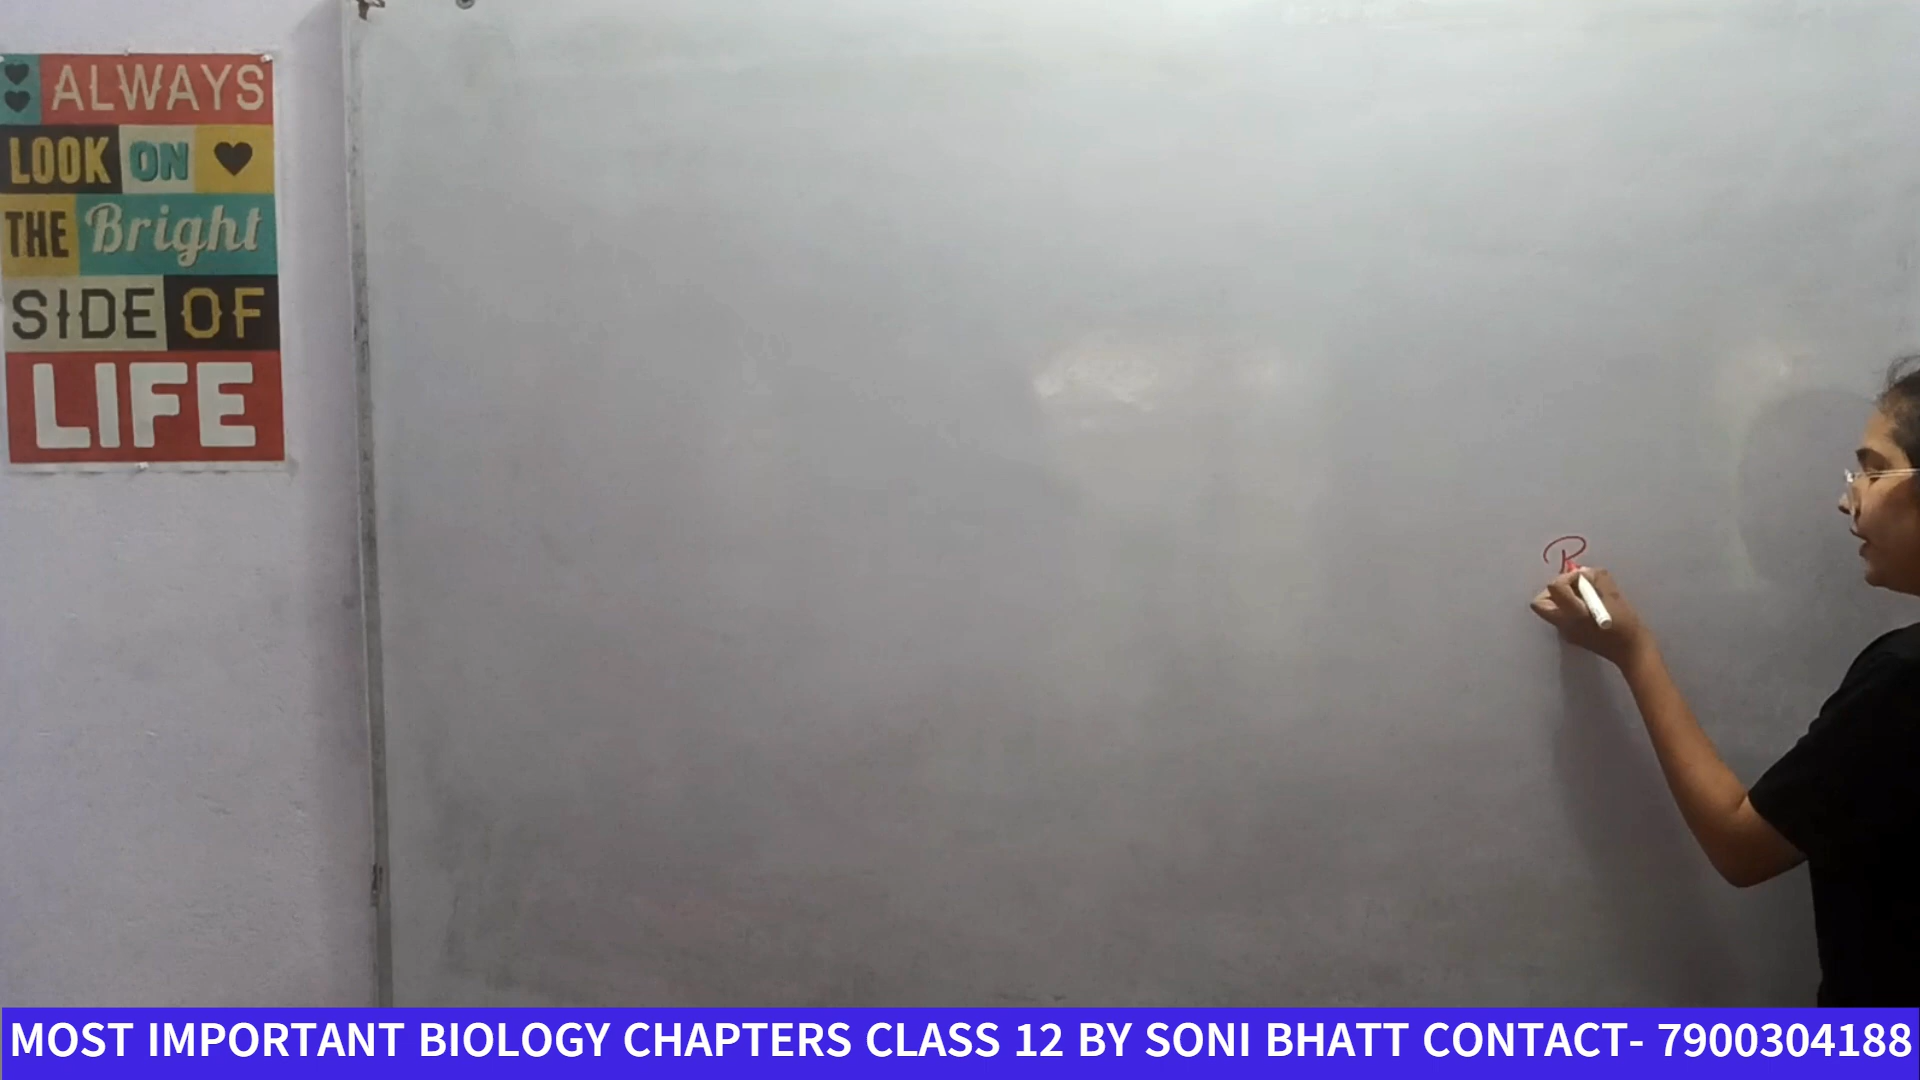 ALWAYS
LOOK ON
THE Bright
SIDE OF
LIFE
R
MOST IMPORTANT BIOLOGY CHAPTERS CLASS 12 BY SONI BHATT CONTACT- 7900304188